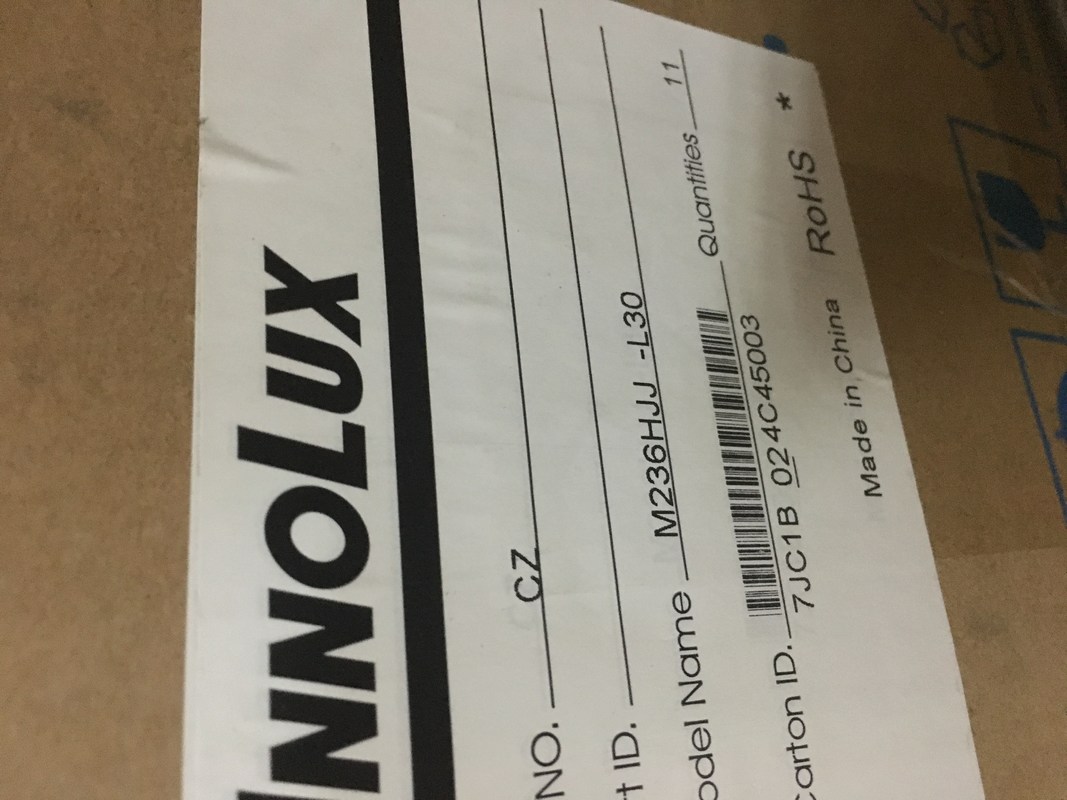 INNOLUX
NO. CZ
t ID.
odel Name M236HJJ -L30 Quantities 11
Carton ID. 7JC1B 024C45003
Made in China RoHS *